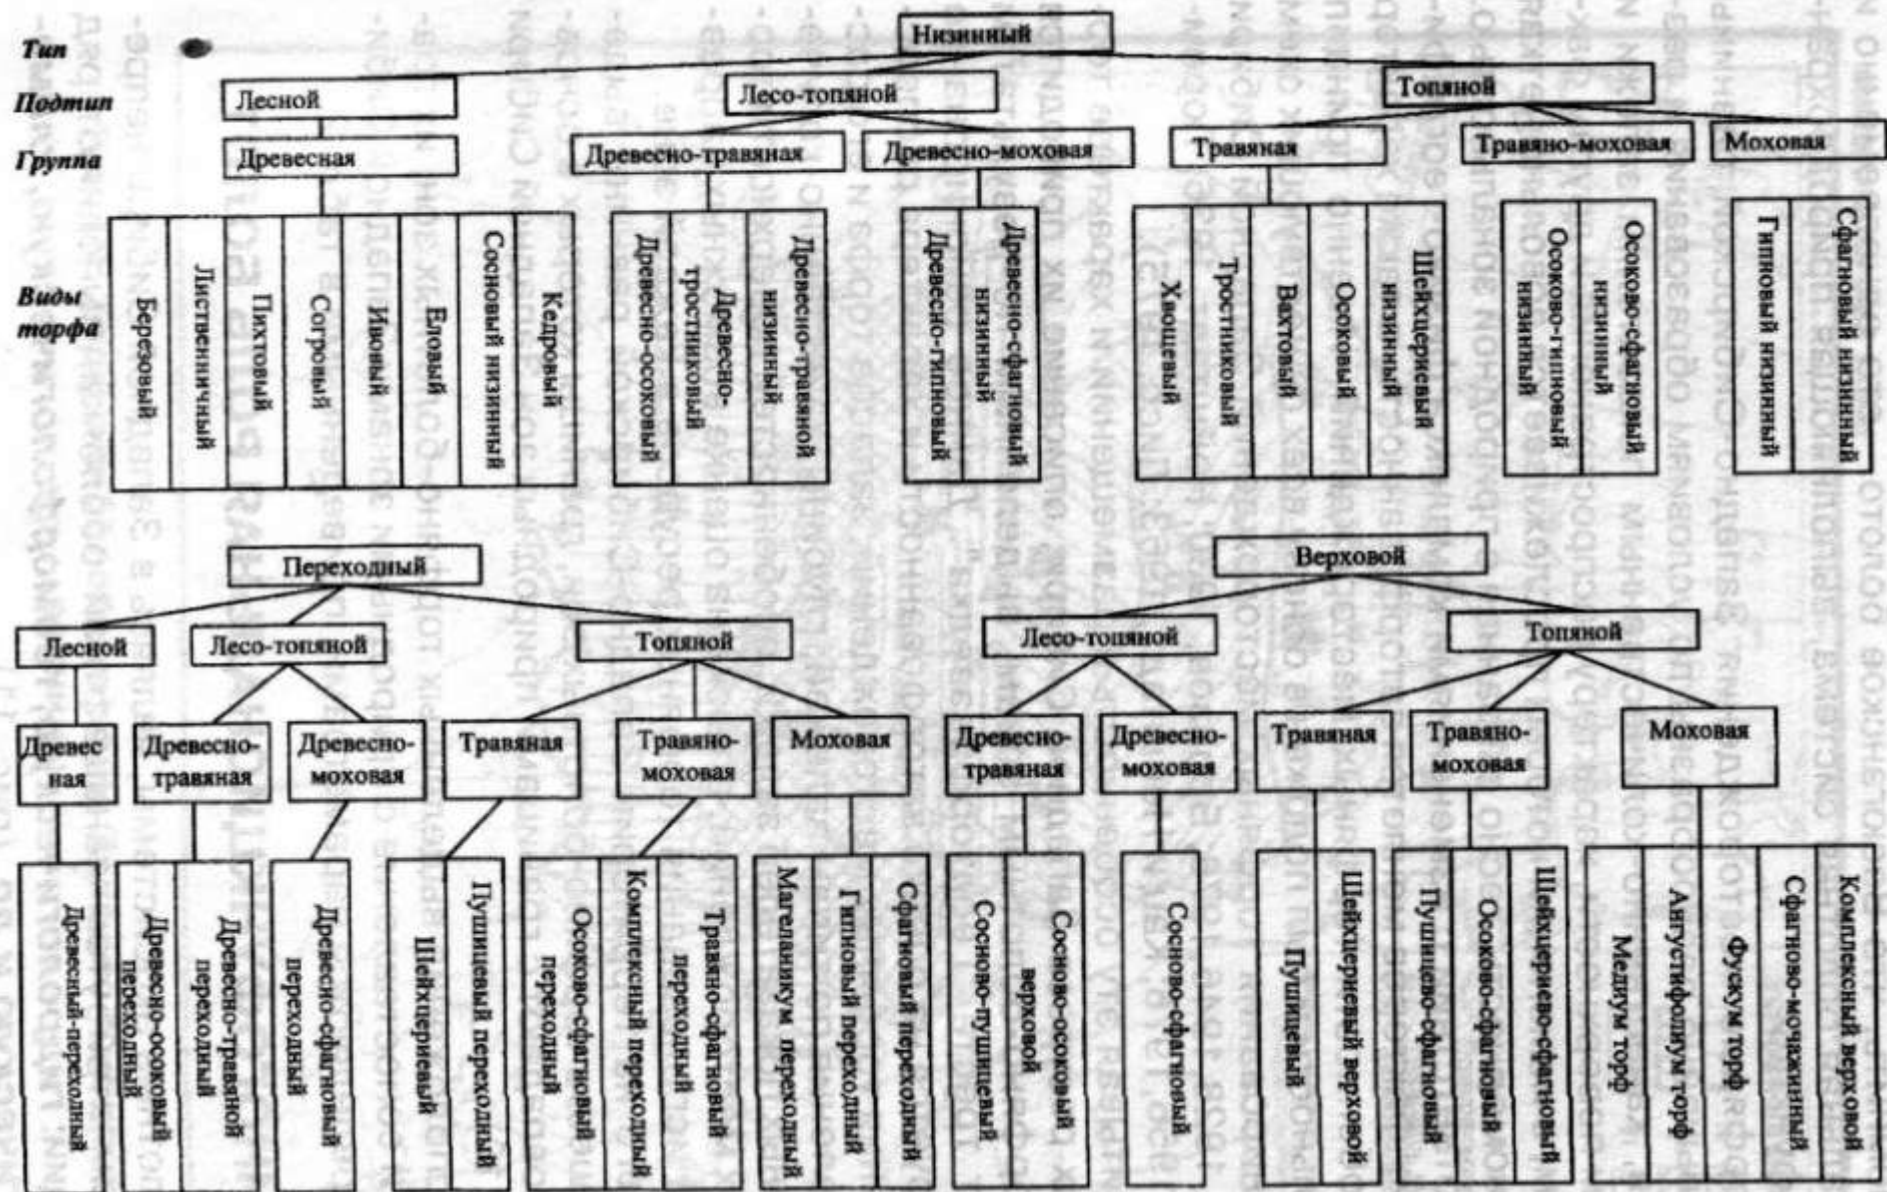 Тип
Низинный
Подтип
Лесной
Лесо-топяной
Топяной
Группа
Древесная
Древесно-травяная
Древесно-моховая
Травяная
Травяно-моховая
Моховая
Виды
торфа
Березовый
Лиственничный
Пихтовый
Согровый
Ивовый
Еловый
Сосновый низинный
Кедровый
Древесно-осоковый
Древесно-
тростниковый
Древесно-травяной
низинный
Древесно-гипновый
Древесно-сфагновый
низинный
Хвощевый
Тростниковый
Вахтовый
Осоковый
Шейхцериевый
низинный
Осоково-гипновый
низинный
Осоково-сфагновый
низинный
Гипновый низинный
Сфагновый низинный
Переходный
Верховой
Лесной
Лесо-топяной
Топяной
Лесо-топяной
Топяной
Древес
ная
Древесно-
травяная
Древесно-
моховая
Травяная
Травяно-
моховая
Моховая
Древесно-
травяная
Древесно-
моховая
Травяная
Травяно-
моховая
Моховая
Древесный-переходный
Древесно-осоковый
переходный
Древесно-травяной
переходный
Древесно-сфагновый
переходный
Шейхцериевый
Пушицевый переходный
Осоково-сфагновый
переходный
Комплексный переходный
Травяно-сфагновый
переходный
Магеланикум переходный
Гипновый переходный
Сфагновый переходный
Сосново-пушицевый
Сосново-осоковый
верховой
Сосново-сфагновый
Пушицевый
Шейхцериевый верховой
Пушицево-сфагновый
Осоково-сфагновый
Шейхцериево-сфагновый
Медиум торф
Ангустифолиум торф
Фускум торф
Сфагново-мочажинный
Комплексный верховой